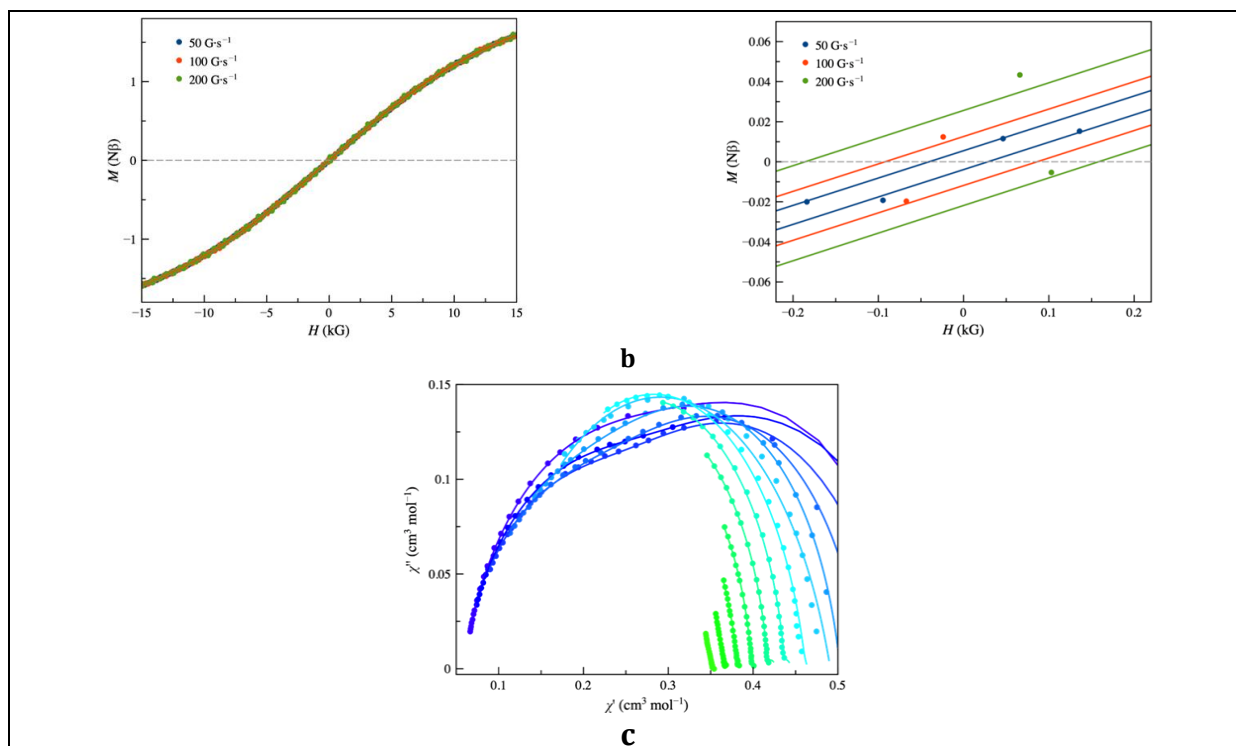 50 G·s⁻¹
100 G·s⁻¹
200 G·s⁻¹
1
0
−1
M (Nβ)
−15 −10 −5 0 5 10 15
H (kG)
50 G·s⁻¹
100 G·s⁻¹
200 G·s⁻¹
0.06
0.04
0.02
0
−0.02
−0.04
−0.06
M (Nβ)
−0.2 −0.1 0 0.1 0.2
H (kG)
b
0.15
0.1
0.05
0
χ'' (cm³ mol⁻¹)
0.1 0.2 0.3 0.4 0.5
χ' (cm³ mol⁻¹)
c